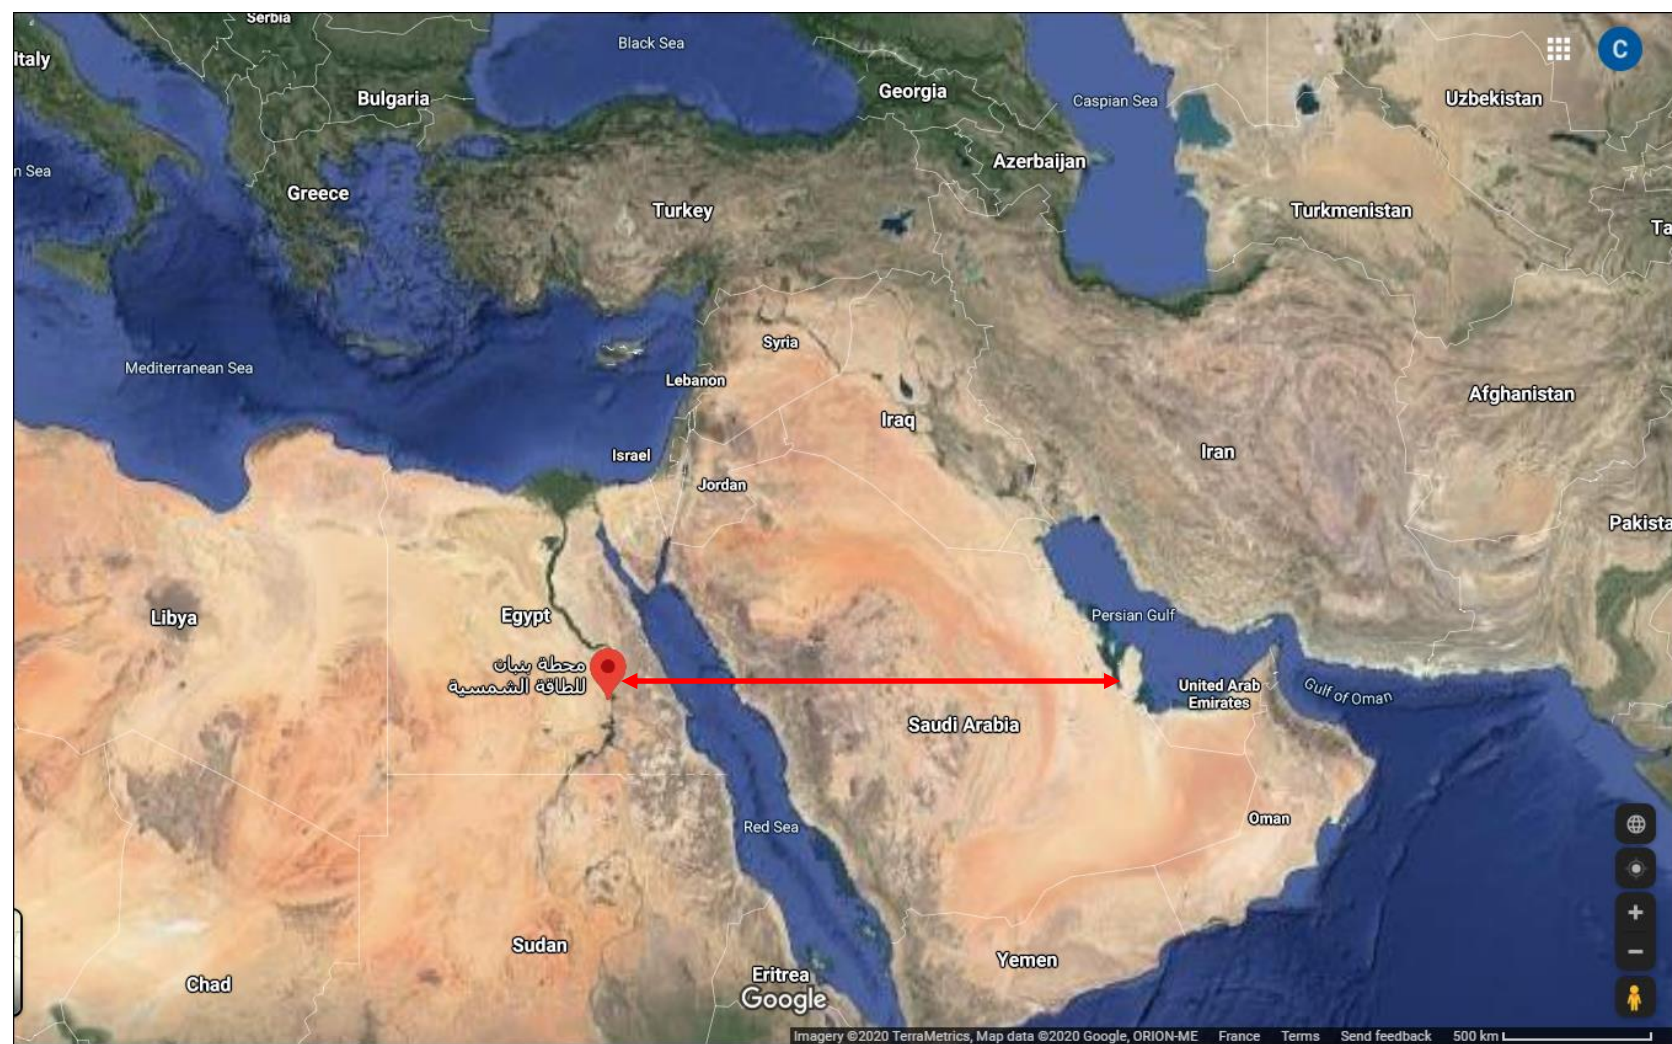 Serbia
Black Sea
Italy
Georgia
Bulgaria
Caspian Sea
Uzbekistan
C
Azerbaijan
n Sea
Greece
Turkey
Turkmenistan
Ta
Syria
Mediterranean Sea
Lebanon
Afghanistan
Iraq
Iran
Israel
Jordan
Pakista
Libya
Egypt
Persian Gulf
محطة بنبان
للطاقة الشمسية
United Arab
Emirates
Gulf of Oman
Saudi Arabia
Red Sea
Oman
Sudan
Yemen
Eritrea
Chad
Google
Imagery ©2020 TerraMetrics, Map data ©2020 Google, ORION-ME France Terms Send feedback 500 km